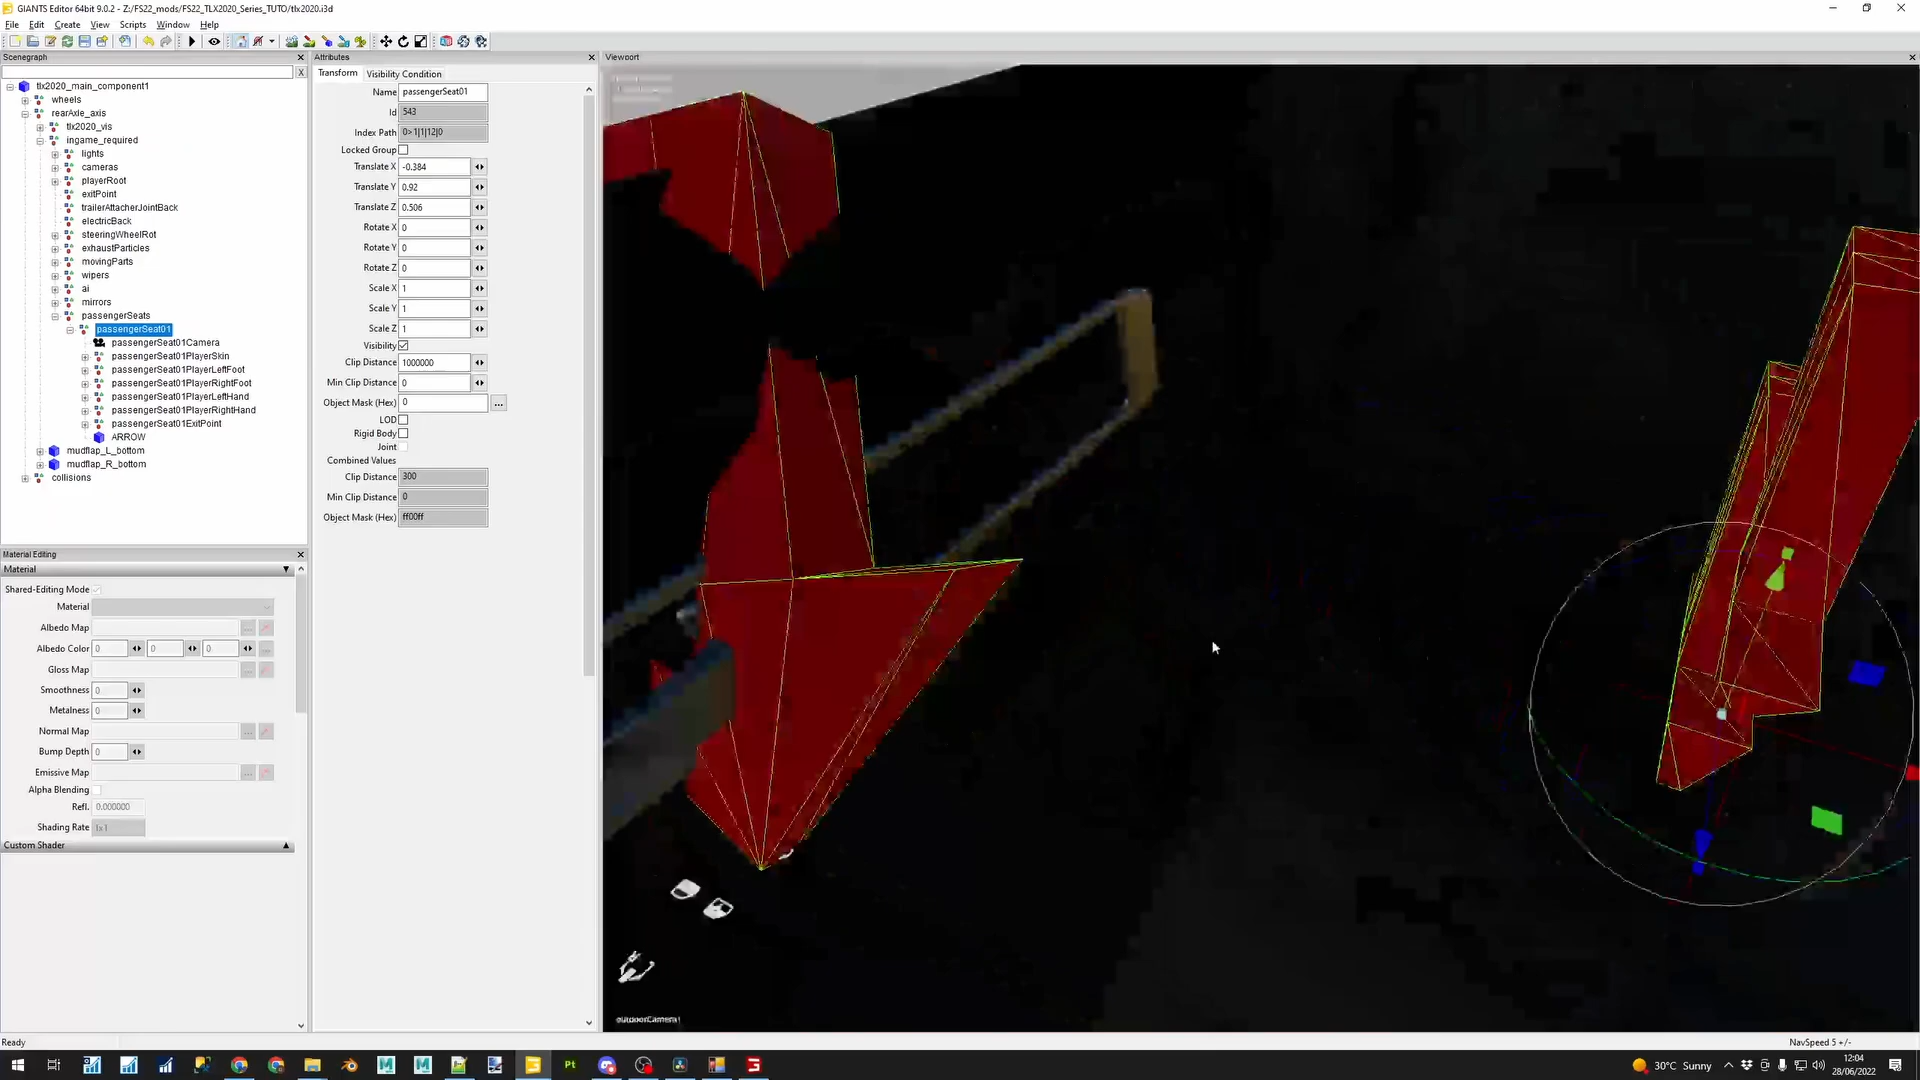 GIANTS Editor 64bit 9.0.2 - Z:/FS22_mods/FS22_TLX2020_Series_TUTO/tlx2020.i3d
File Edit Create View Scripts Window Help
Scenegraph
X
tlx2020_main_component1
wheels
rearAxle_axis
tlx2020_vis
ingame_required
lights
cameras
playerRoot
exitPoint
trailerAttacherJointBack
electricBack
steeringWheelRot
exhaustParticles
movingParts
wipers
ai
mirrors
passengerSeats
passengerSeat01
passengerSeat01Camera
passengerSeat01PlayerSkin
passengerSeat01PlayerLeftFoot
passengerSeat01PlayerRightFoot
passengerSeat01PlayerLeftHand
passengerSeat01PlayerRightHand
passengerSeat01ExitPoint
ARROW
mudflap_L_bottom
mudflap_R_bottom
collisions
Material Editing
Material
Shared-Editing Mode
Material
Albedo Map
Albedo Color 0 0 0
Gloss Map
Smoothness 0
Metalness 0
Normal Map
Bump Depth 0
Emissive Map
Alpha Blending
Refl. 0.000000
Shading Rate 1x1
Custom Shader
Attributes
Transform Visibility Condition
Name passengerSeat01
Id 543
Index Path 0>1|1|12|0
Locked Group
Translate X -0.384
Translate Y 0.92
Translate Z 0.506
Rotate X 0
Rotate Y 0
Rotate Z 0
Scale X 1
Scale Y 1
Scale Z 1
Visibility
Clip Distance 1000000
Min Clip Distance 0
Object Mask (Hex) 0 ...
LOD
Rigid Body
Joint
Combined Values
Clip Distance 300
Min Clip Distance 0
Object Mask (Hex) ff00ff
Viewport
outdoorCamera1
Ready
NavSpeed 5 +/-
Pt
30°C Sunny
12:04
28/06/2022